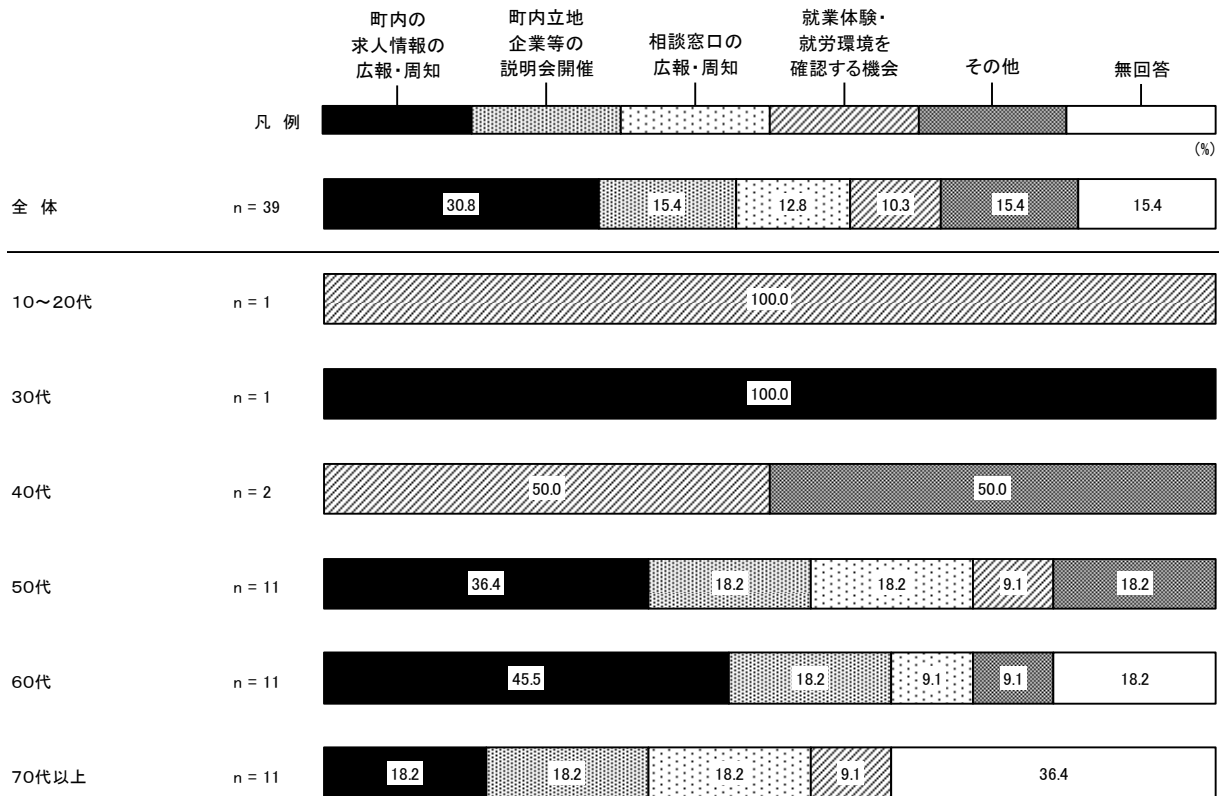 町内の
求人情報の
広報・周知
町内立地
企業等の
説明会開催
相談窓口の
広報・周知
就業体験・
就労環境を
確認する機会
その他
無回答
凡 例
(%)
全 体 n = 39 30.8 15.4 12.8 10.3 15.4 15.4
10～20代 n = 1 100.0
30代 n = 1 100.0
40代 n = 2 50.0 50.0
50代 n = 11 36.4 18.2 18.2 9.1 18.2
60代 n = 11 45.5 18.2 9.1 9.1 18.2
70代以上 n = 11 18.2 18.2 18.2 9.1 36.4